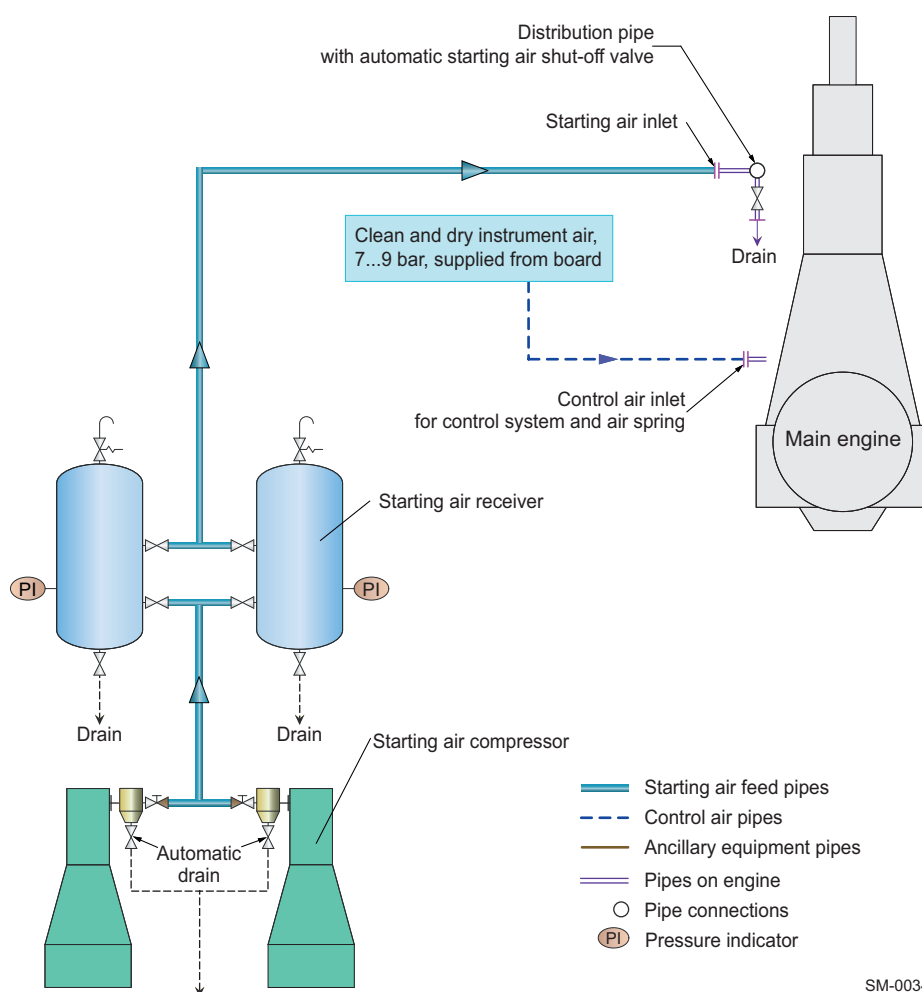 Distribution pipe
with automatic starting air shut-off valve
Starting air inlet
Clean and dry instrument air,
7...9 bar, supplied from board
Drain
Control air inlet
for control system and air spring
Main engine
Starting air receiver
PI
PI
Drain
Drain
Starting air compressor
Automatic
drain
Starting air feed pipes
Control air pipes
Ancillary equipment pipes
Pipes on engine
Pipe connections
PI Pressure indicator